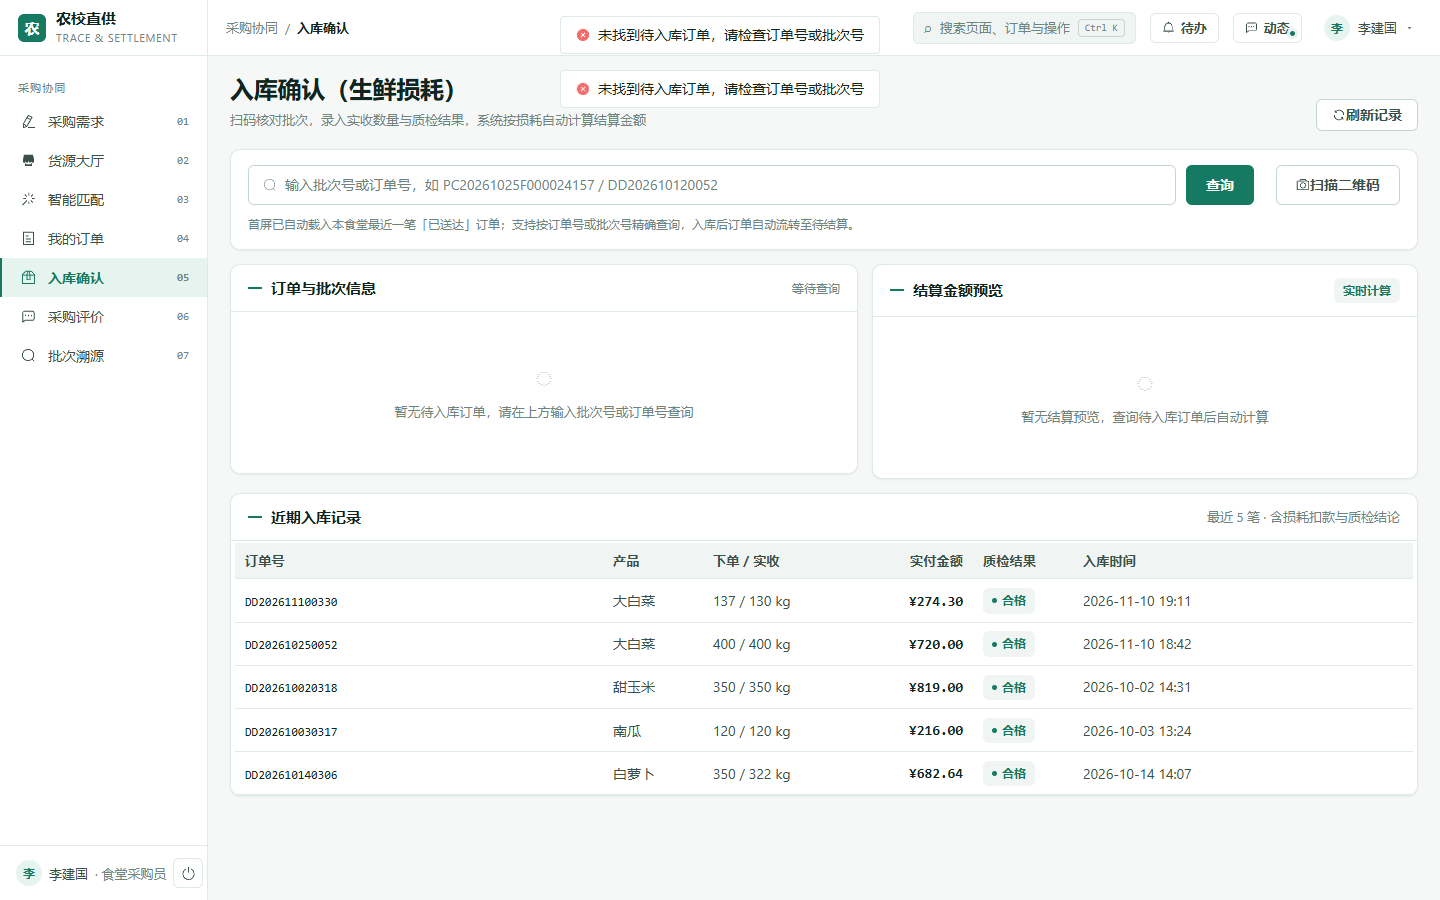 农
农校直供
TRACE & SETTLEMENT
采购协同 / 入库确认
未找到待入库订单，请检查订单号或批次号
搜索页面、订单与操作 Ctrl K
待办
动态
李 李建国
采购协同
采购需求 01
货源大厅 02
智能匹配 03
我的订单 04
入库确认 05
采购评价 06
批次溯源 07
李 李建国 · 食堂采购员
未找到待入库订单，请检查订单号或批次号
入库确认（生鲜损耗）
扫码核对批次，录入实收数量与质检结果，系统按损耗自动计算结算金额
刷新记录
输入批次号或订单号，如 PC20261025F000024157 / DD202610120052
查询
扫描二维码
首屏已自动载入本食堂最近一笔「已送达」订单；支持按订单号或批次号精确查询，入库后订单自动流转至待结算。
订单与批次信息 等待查询
暂无待入库订单，请在上方输入批次号或订单号查询
结算金额预览 实时计算
暂无结算预览，查询待入库订单后自动计算
近期入库记录 最近 5 笔 · 含损耗扣款与质检结论
订单号 产品 下单 / 实收 实付金额 质检结果 入库时间
DD202611100330 大白菜 137 / 130 kg ¥274.30 合格 2026-11-10 19:11
DD202610250052 大白菜 400 / 400 kg ¥720.00 合格 2026-11-10 18:42
DD202610020318 甜玉米 350 / 350 kg ¥819.00 合格 2026-10-02 14:31
DD202610030317 南瓜 120 / 120 kg ¥216.00 合格 2026-10-03 13:24
DD202610140306 白萝卜 350 / 322 kg ¥682.64 合格 2026-10-14 14:07